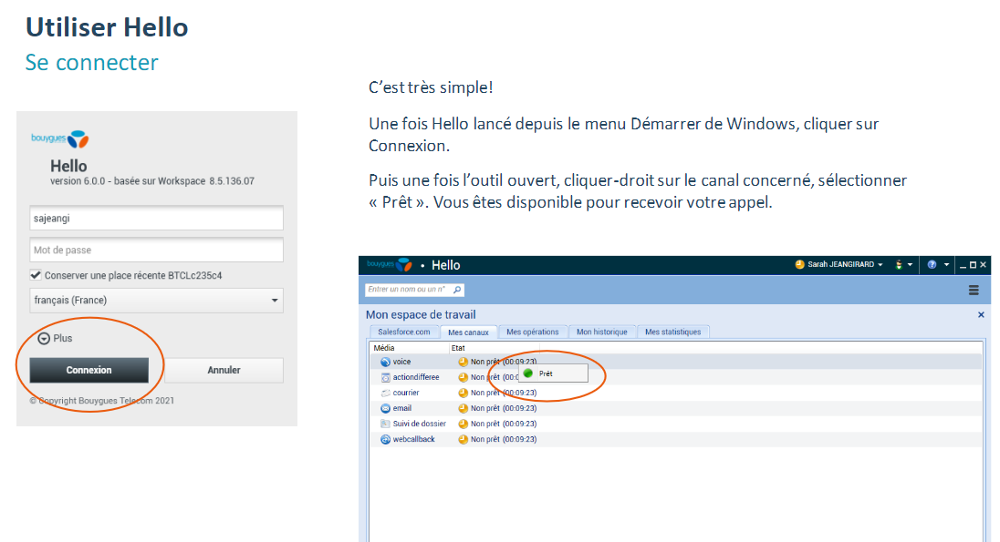 Utiliser Hello
Se connecter
C'est très simple!
Une fois Hello lancé depuis le menu Démarrer de Windows, cliquer sur
Connexion.
Puis une fois l'outil ouvert, cliquer-droit sur le canal concerné, sélectionner
« Prêt ». Vous êtes disponible pour recevoir votre appel.
bouygues
Hello
version 6.0.0 - basée sur Workspace 8.5.136.07
sajeangi
Mot de passe
Conserver une place récente BTCLc235c4
français (France)
Plus
Connexion
Annuler
© Copyright Bouygues Telecom 2021
bouygues • Hello
Sarah JEANGIRARD
Entrer un nom ou un n°
Mon espace de travail
Salesforce.com
Mes canaux
Mes opérations
Mon historique
Mes statistiques
Média Etat
voice Non prêt (00:09:23)
Prêt
actiondifferee Non prêt (00:0
courrier Non prêt (00:09:23)
email Non prêt (00:09:23)
Suivi de dossier Non prêt (00:09:23)
webcallback Non prêt (00:09:23)